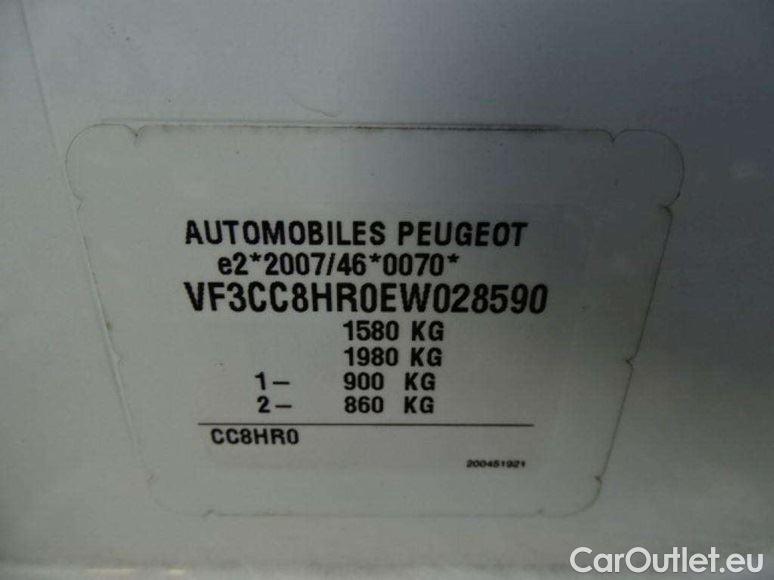 AUTOMOBILES PEUGEOT
e2*2007/46*0070*
VF3CC8HR0EW028590
1580 KG
1980 KG
1– 900 KG
2– 860 KG
CC8HR0
200451921
CarOutlet.eu